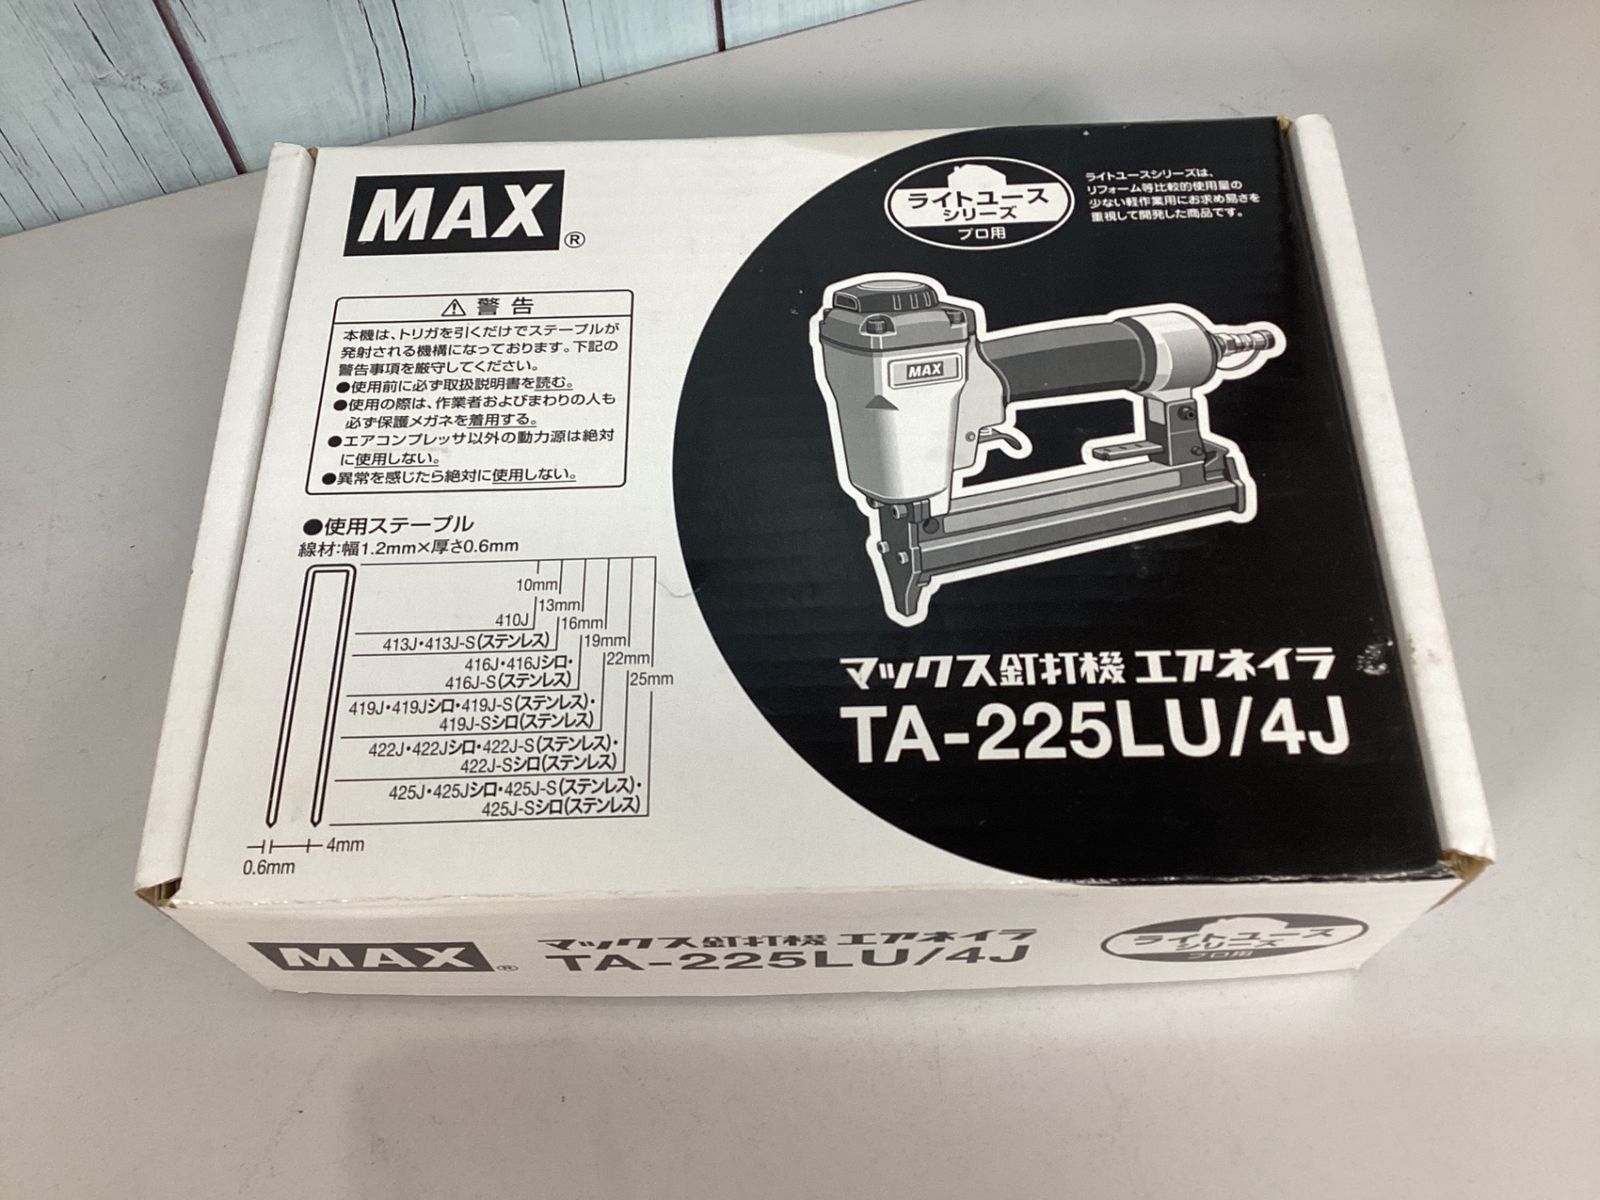 MAX®
⚠警告
本機は、トリガを引くだけでステープルが
発射される機構になっております。下記の
警告事項を厳守してください。
●使用前に必ず取扱説明書を読む。
●使用の際は、作業者およびまわりの人も
必ず保護メガネを着用する。
●エアコンプレッサ以外の動力源は絶対
に使用しない。
●異常を感じたら絶対に使用しない。
●使用ステープル
線材:幅1.2mm×厚さ0.6mm
10mm
410J
13mm
413J・413J-S(ステンレス)
16mm
416J・416Jシロ・
416J-S(ステンレス)
19mm
419J・419Jシロ・419J-S(ステンレス)・
419J-Sシロ(ステンレス)
22mm
422J・422Jシロ・422J-S(ステンレス)・
422J-Sシロ(ステンレス)
25mm
425J・425Jシロ・425J-S(ステンレス)・
425J-Sシロ(ステンレス)
4mm
0.6mm
ライトユース
シリーズ
プロ用
ライトユースシリーズは、
リフォーム等比較的使用量の
少ない軽作業用にお求め易さを
重視して開発した商品です。
MAX
マックス釘打機 エアネイラ
TA-225LU/4J
MAX®
マックス釘打機 エアネイラ
TA-225LU/4J
ライトユース
シリーズ
プロ用